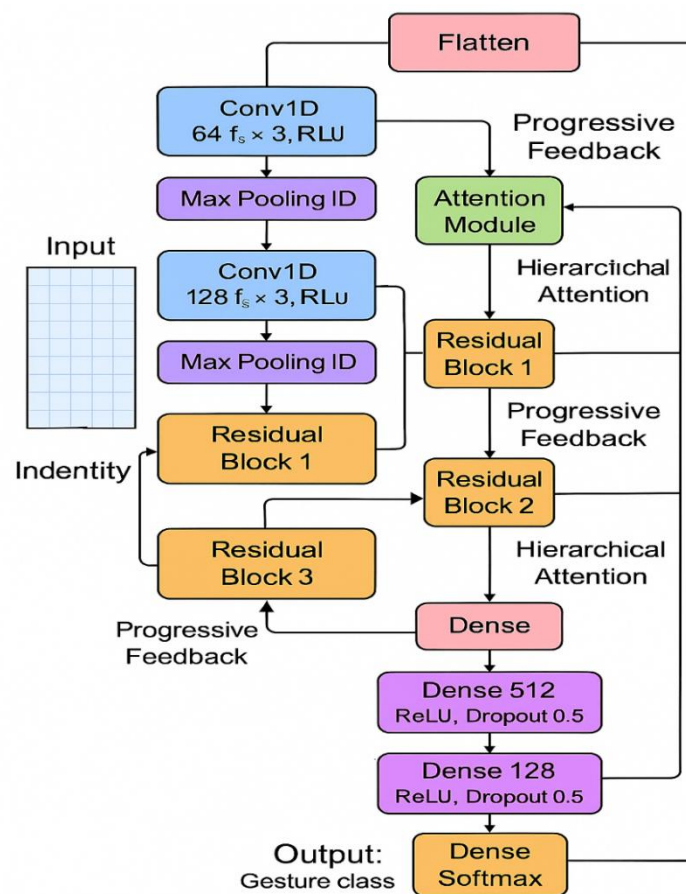 Flatten
Conv1D
64 fₛ × 3, RLU
Progressive
Feedback
Max Pooling ID
Attention
Module
Input
Conv1D
128 fₛ × 3, RLU
Hierarctichal
Attention
Max Pooling ID
Residual
Block 1
Residual
Block 1
Progressive
Feedback
Indentity
Residual
Block 2
Residual
Block 3
Hierarchical
Attention
Progressive
Feedback
Dense
Dense 512
ReLU, Dropout 0.5
Dense 128
ReLU, Dropout 0.5
Output:
Gesture class
Dense
Softmax